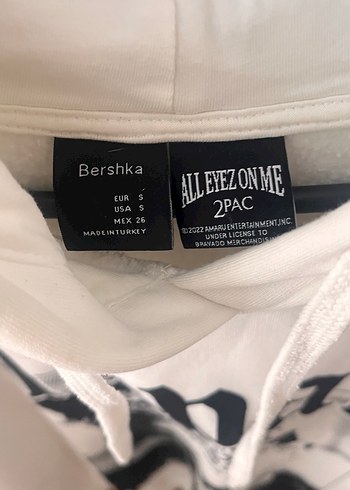 Bershka
EUR S
USA S
MEX 26
MADE IN TURKEY
ALL EYEZ ON ME
2PAC
©2022 AMARU ENTERTAINMENT, INC.
UNDER LICENSE TO
BRAVADO MERCHANDIS